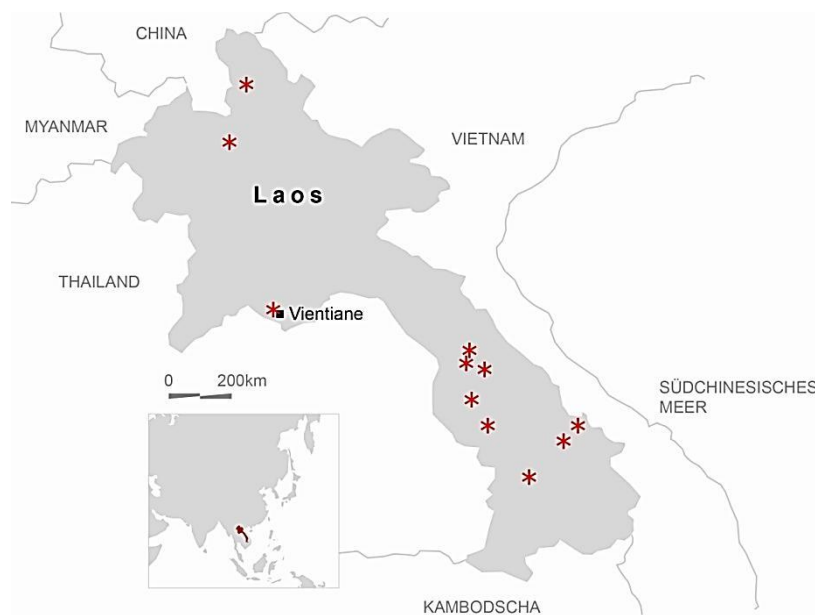 CHINA
MYANMAR
VIETNAM
Laos
THAILAND
Vientiane
0 200km
SÜDCHINESISCHES
MEER
KAMBODSCHA